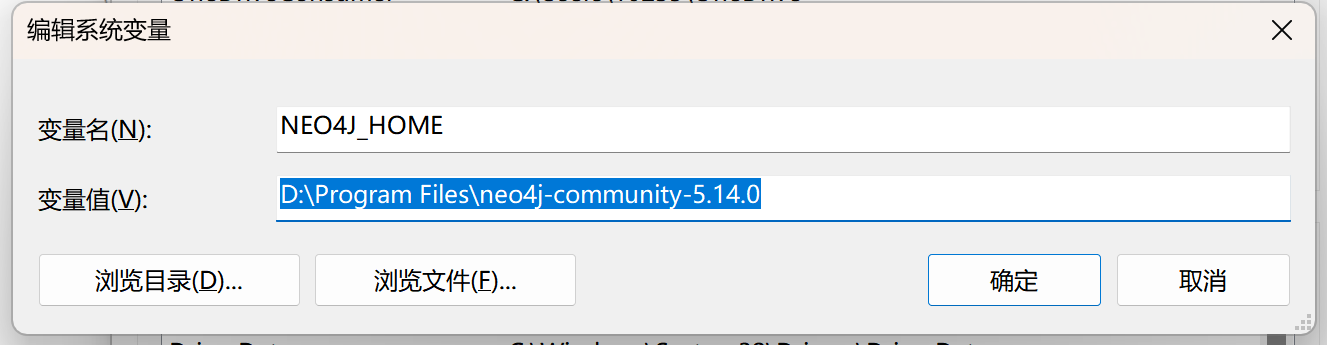 编辑系统变量
变量名(N):
NEO4J_HOME
变量值(V):
D:\Program Files\neo4j-community-5.14.0
浏览目录(D)...
浏览文件(F)...
确定
取消